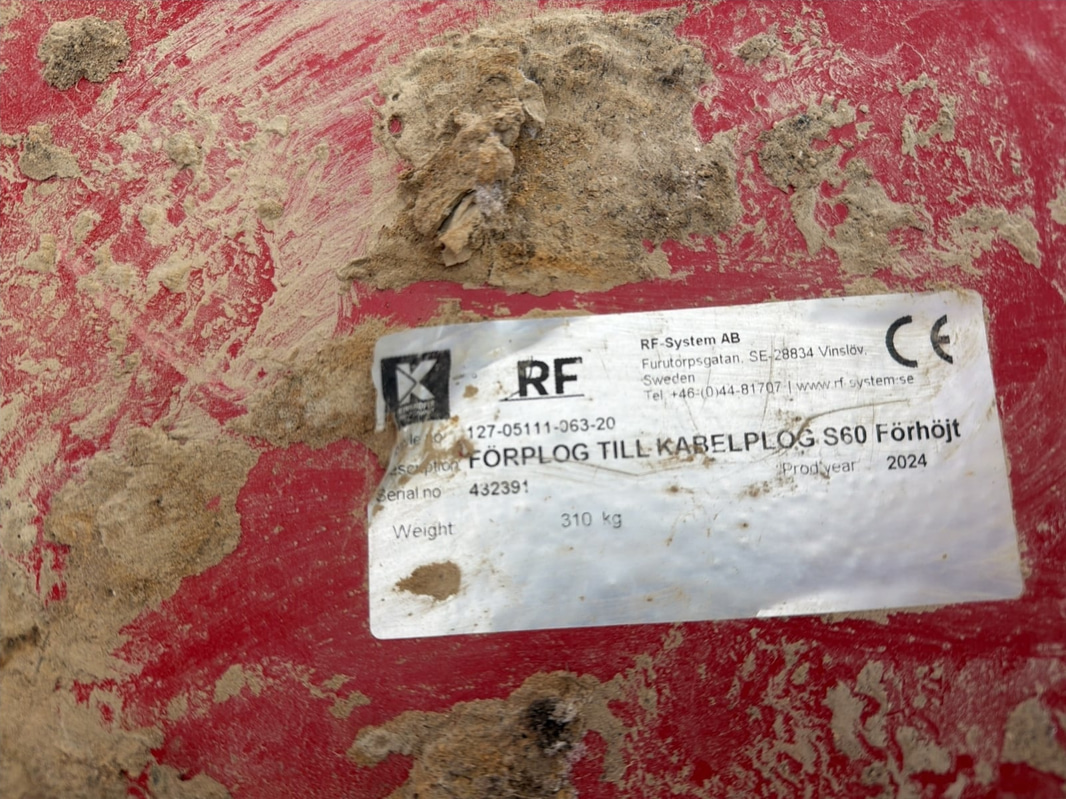 K
RF
RF-System AB
Furutorpsgatan, SE-28834 Vinslöv,
Sweden
Tel +46-(0)44-81707 | www.rf-system.se
CE
127-05111-063-20
FÖRPLOG TILL KABELPLOG S60 Förhöjt
Prod year 2024
Serial.no 432391
Weight 310 kg